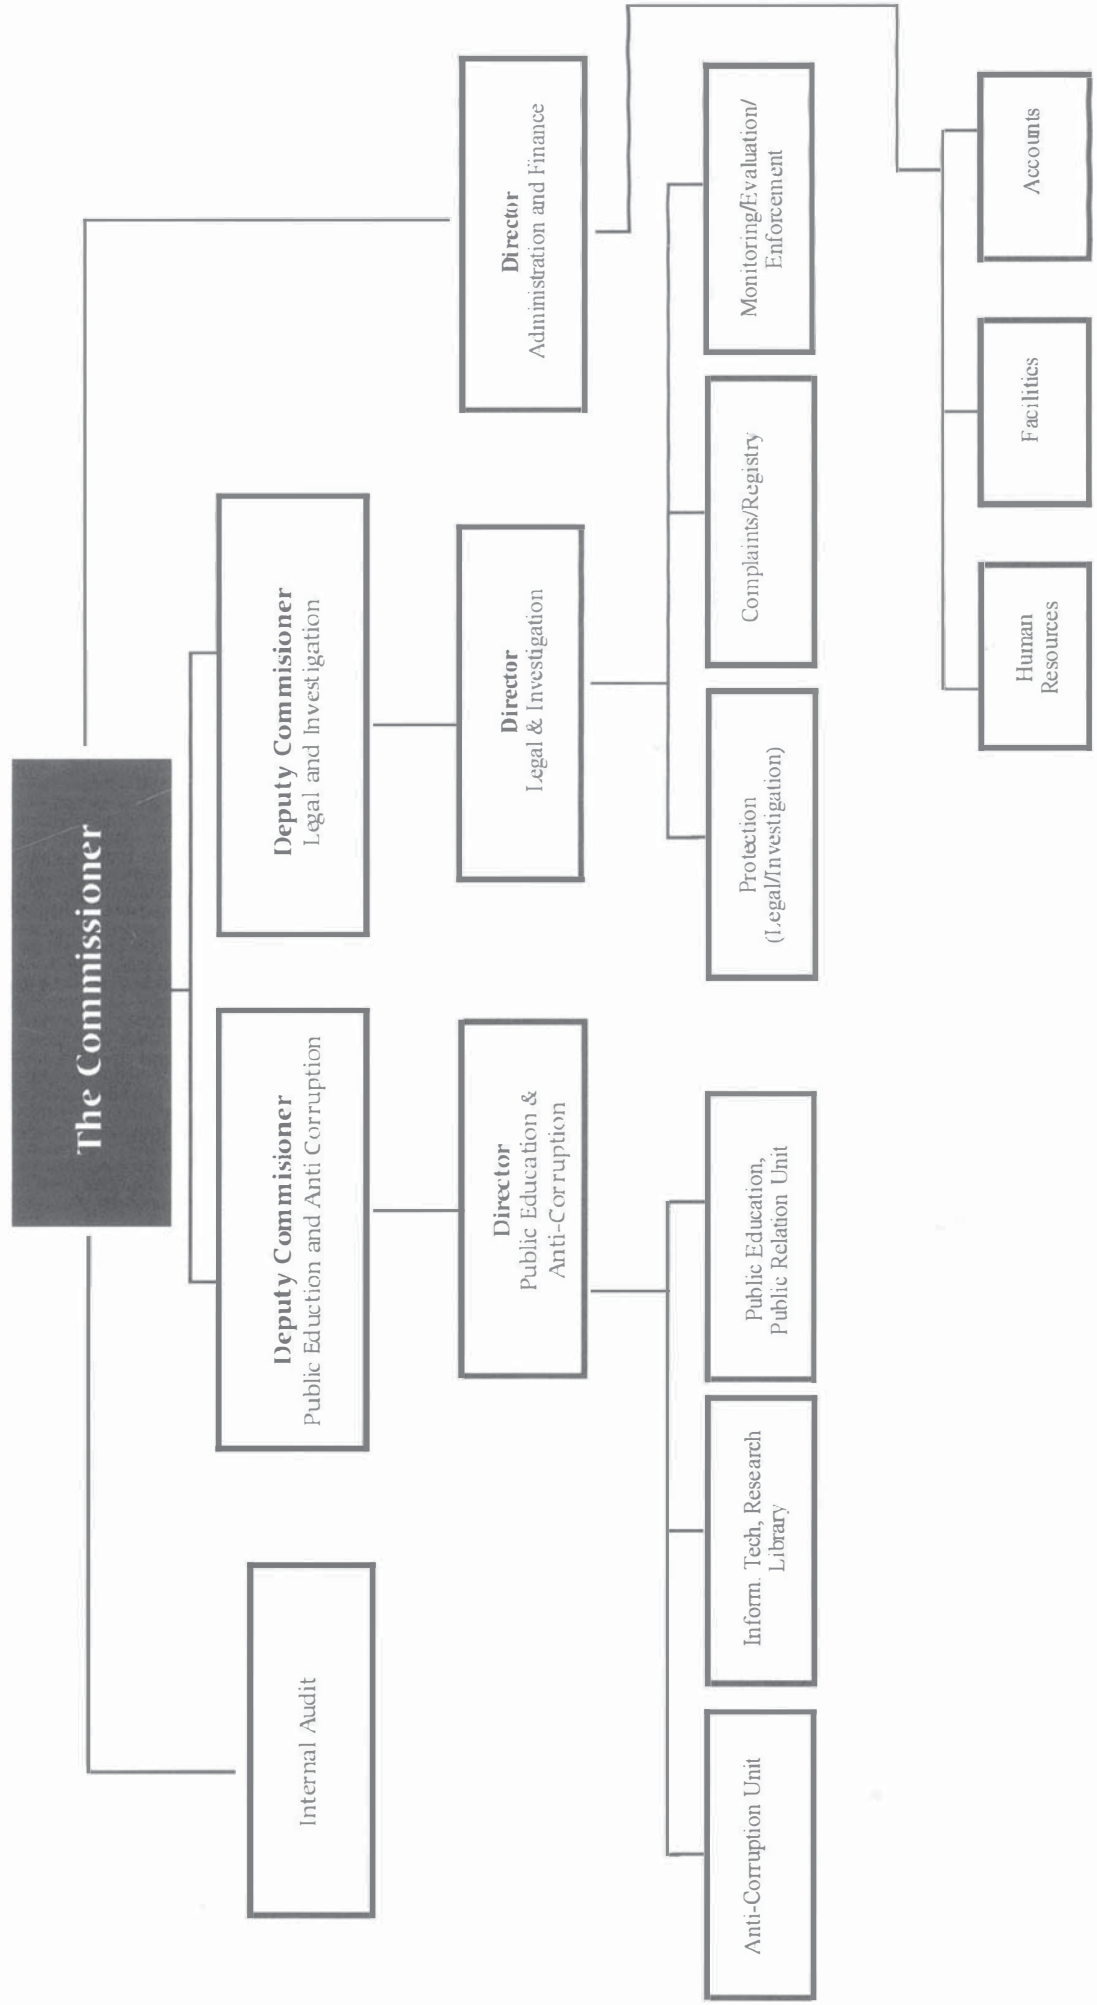 The Commissioner
Internal Audit
Deputy Commisioner
Public Eduction and Anti Corruption
Deputy Commisioner
Legal and Investigation
Director
Public Education &
Anti-Corruption
Director
Legal & Investigation
Director
Administration and Finance
Anti-Corruption Unit
Inform. Tech, Research
Library
Public Education,
Public Relation Unit
Protection
(Legal/Investigation)
Complaints/Registry
Monitoring/Evaluation/
Enforcement
Human
Resources
Facilities
Accounts